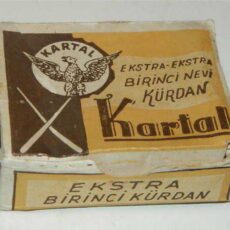 KARTAL
EKSTRA-EKSTRA
BİRİNCİ NEVİ
KÜRDAN
Kartal
EKSTRA
BİRİNCİ KÜRDAN